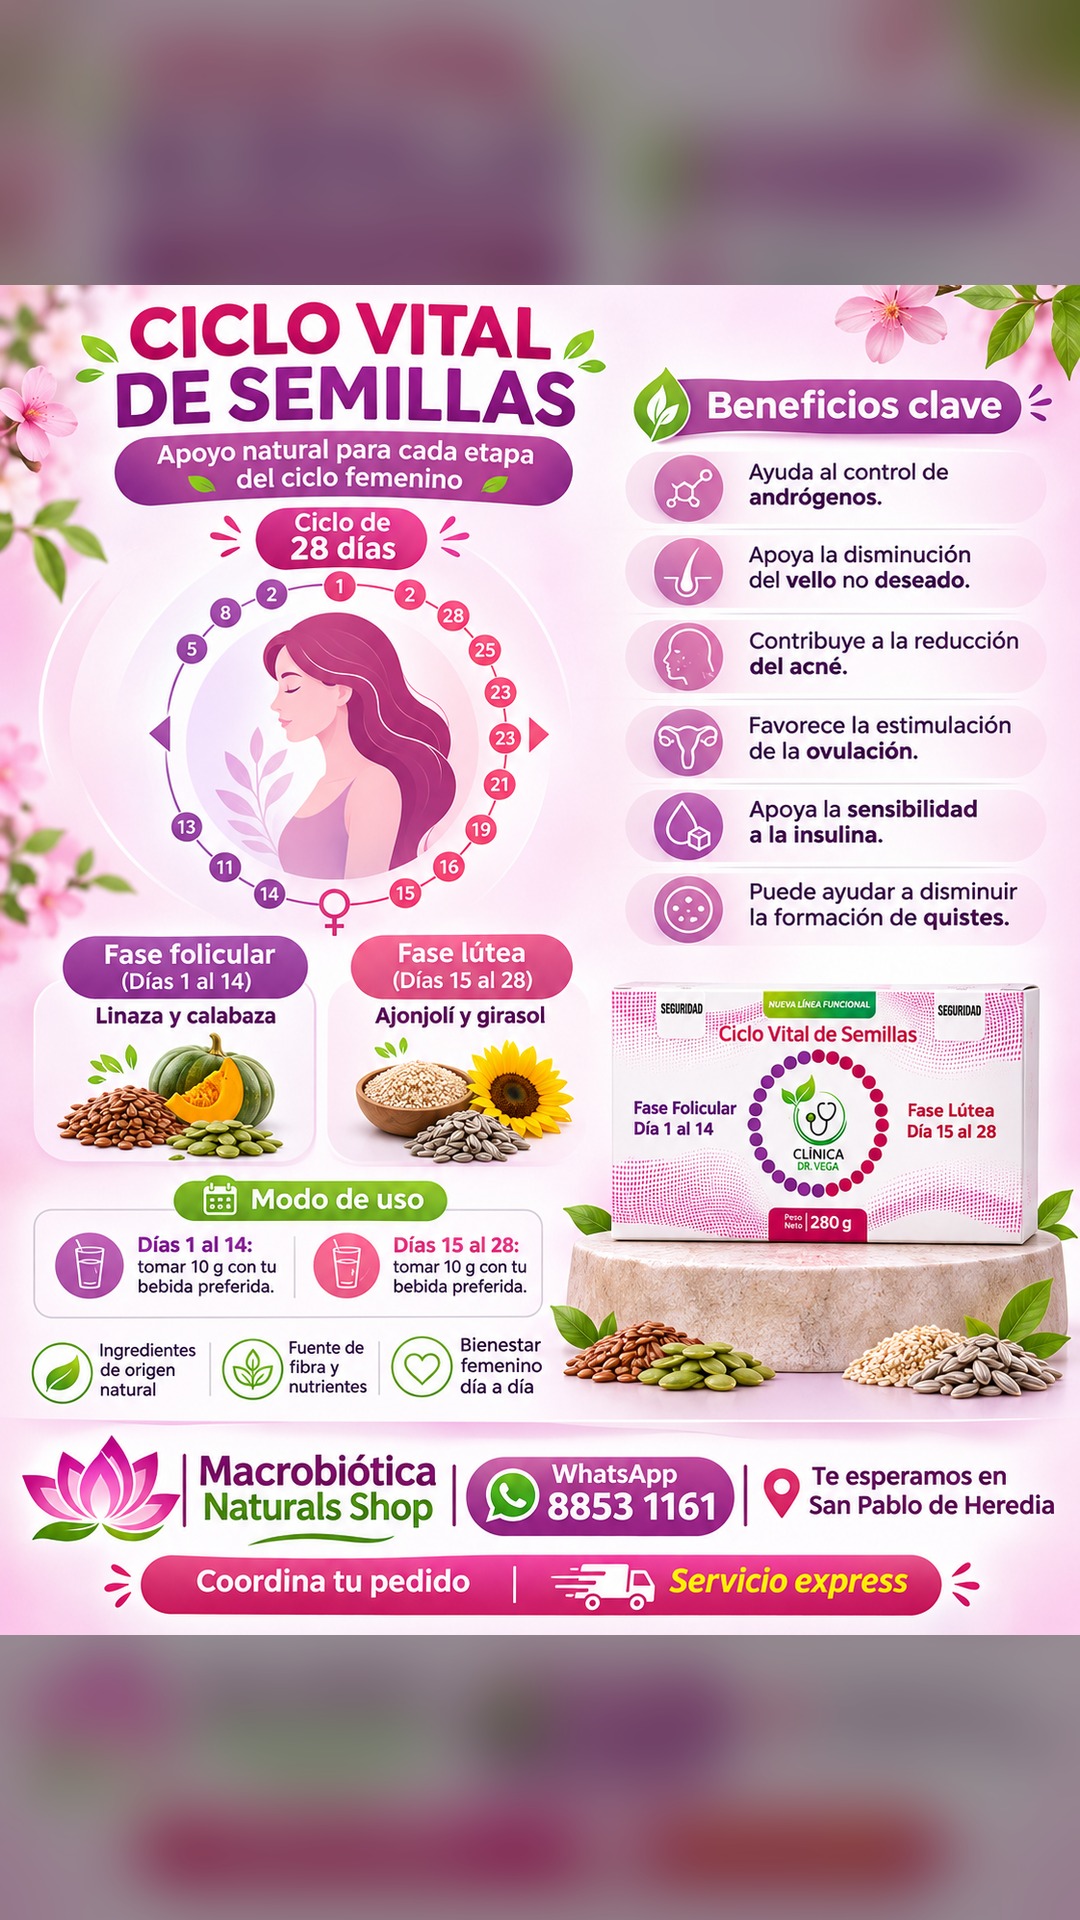 CICLO VITAL
DE SEMILLAS
Apoyo natural para cada etapa
del ciclo femenino
Ciclo de
28 días
1
2
8
5
13
11
14
2
28
25
23
23
21
19
16
15
Fase folicular
(Días 1 al 14)
Linaza y calabaza
Fase lútea
(Días 15 al 28)
Ajonjolí y girasol
Modo de uso
Días 1 al 14:
tomar 10 g con tu
bebida preferida.
Días 15 al 28:
tomar 10 g con tu
bebida preferida.
Ingredientes
de origen
natural
Fuente de
fibra y
nutrientes
Bienestar
femenino
día a día
Beneficios clave
Ayuda al control de
andrógenos.
Apoya la disminución
del vello no deseado.
Contribuye a la reducción
del acné.
Favorece la estimulación
de la ovulación.
Apoya la sensibilidad
a la insulina.
Puede ayudar a disminuir
la formación de quistes.
SEGURIDAD
NUEVA LÍNEA FUNCIONAL
SEGURIDAD
Ciclo Vital de Semillas
Fase Folicular
Día 1 al 14
CLÍNICA
DR. VEGA
Fase Lútea
Día 15 al 28
Peso
Neto
280 g
Macrobiótica
Naturals Shop
WhatsApp
8853 1161
Te esperamos en
San Pablo de Heredia
Coordina tu pedido
Servicio express